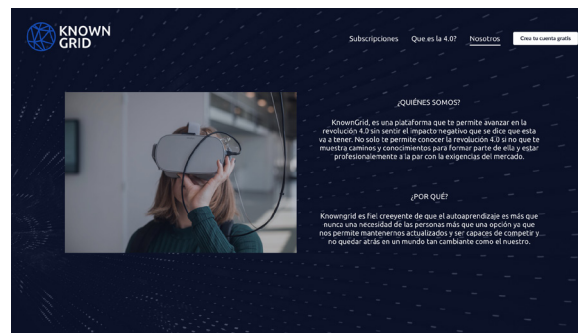 KNOWN
GRID
Subscripciones Que es la 4.0? Nosotros Crea tu cuenta gratis
¿QUIÉNES SOMOS?
KnownGrid, es una plataforma que te permite avanzar en la
revolución 4.0 sin sentir el impacto negativo que se dice que esta
va a tener. No solo te permite conocer la revolución 4.0 si no que te
muestra caminos y conocimientos para formar parte de ella y estar
profesionalemente a la par con la exigencias del mercado.
¿POR QUÉ?
Knowngrid es fiel creeyente de que el autoaprendizaje es más que
nunca una necesidad de las personas más que una opción ya que
nos permite mantenernos actualizados y ser capaces de competir y...
no quedar atrás en un mundo tan cambiante como el nuestro.